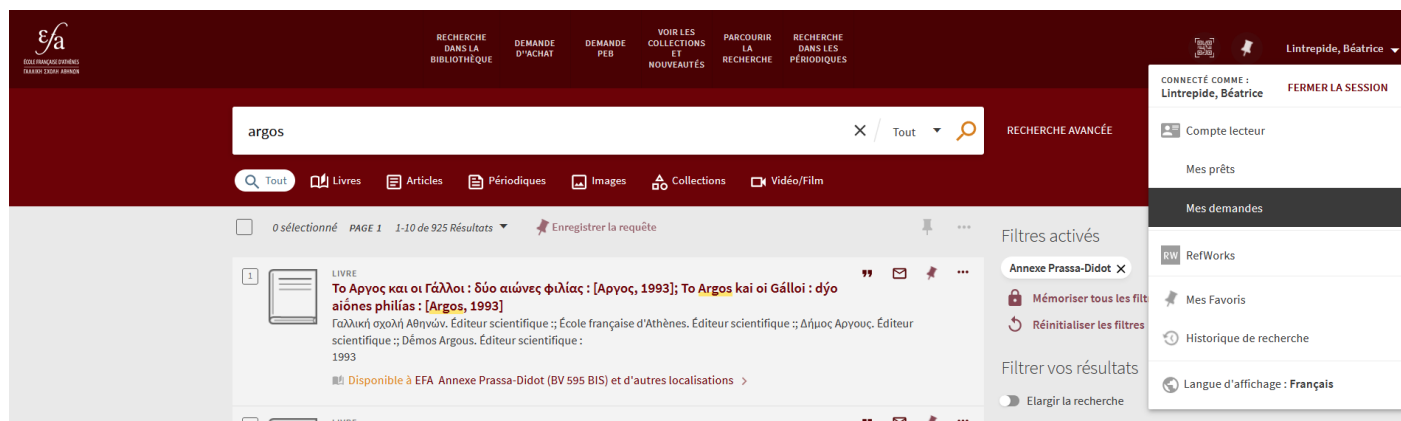 εfa
ÉCOLE FRANÇAISE D'ATHÈNES
ΓΑΛΛΙΚΗ ΣΧΟΛΗ ΑΘΗΝΩΝ
RECHERCHE
DANS LA
BIBLIOTHÈQUE
DEMANDE
D''ACHAT
DEMANDE
PEB
VOIR LES
COLLECTIONS
ET
NOUVEAUTÉS
PARCOURIR
LA
RECHERCHE
RECHERCHE
DANS LES
PÉRIODIQUES
Lintrepide, Béatrice
CONNECTÉ COMME :
Lintrepide, Béatrice
FERMER LA SESSION
Compte lecteur
Mes prêts
Mes demandes
RW RefWorks
Mes Favoris
Historique de recherche
Langue d'affichage : Français
argos
Tout
RECHERCHE AVANCÉE
Tout Livres Articles Périodiques Images Collections Vidéo/Film
0 sélectionné PAGE 1 1-10 de 925 Résultats Enregistrer la requête
1
LIVRE
Το Αργος και οι Γάλλοι : δύο αιώνες φιλίας : [Αργος, 1993]; To Argos kai oi Gálloi : dýo
aiónes philías : [Argos, 1993]
Γαλλική σχολή Αθηνών. Éditeur scientifique :; École française d'Athènes. Éditeur scientifique :; Δήμος Αργους. Éditeur
scientifique :; Dêmos Argous. Éditeur scientifique :
1993
Disponible à EFA Annexe Prassa-Didot (BV 595 BIS) et d'autres localisations
Filtres activés
Annexe Prassa-Didot
Mémoriser tous les filt
Réinitialiser les filtres
Filtrer vos résultats
Elargir la recherche